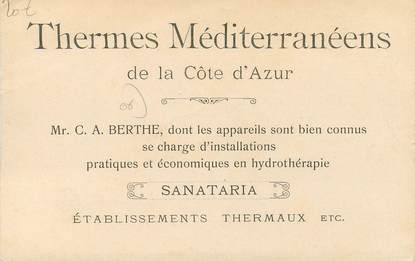 Thermes Méditerranéens
de la Côte d'Azur
Mr. C. A. BERTHE, dont les appareils sont bien connus
se charge d'installations
pratiques et économiques en hydrothérapie
SANATARIA
ÉTABLISSEMENTS THERMAUX ETC.